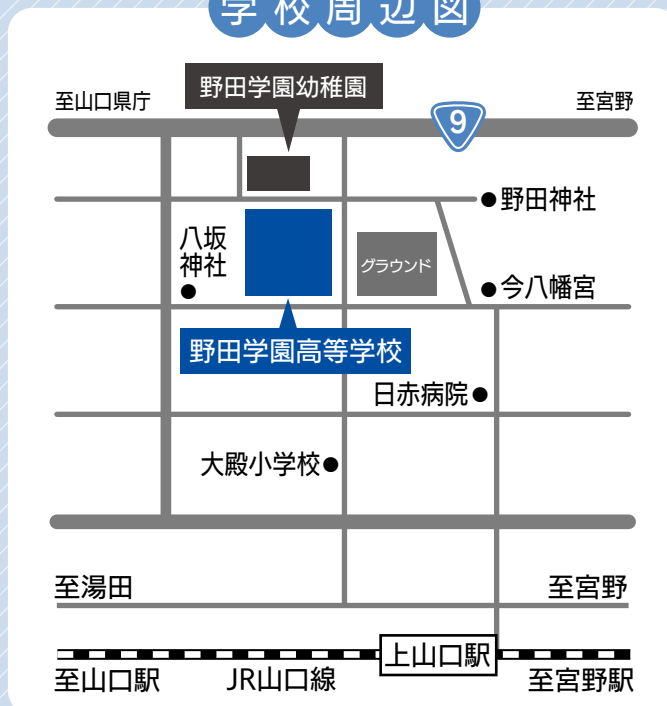 学校周辺図
野田学園幼稚園
至山口県庁
至宮野
9
野田神社
八坂
神社
グラウンド
今八幡宮
野田学園高等学校
日赤病院
大殿小学校
至湯田
至宮野
上山口駅
至山口駅
JR山口線
至宮野駅